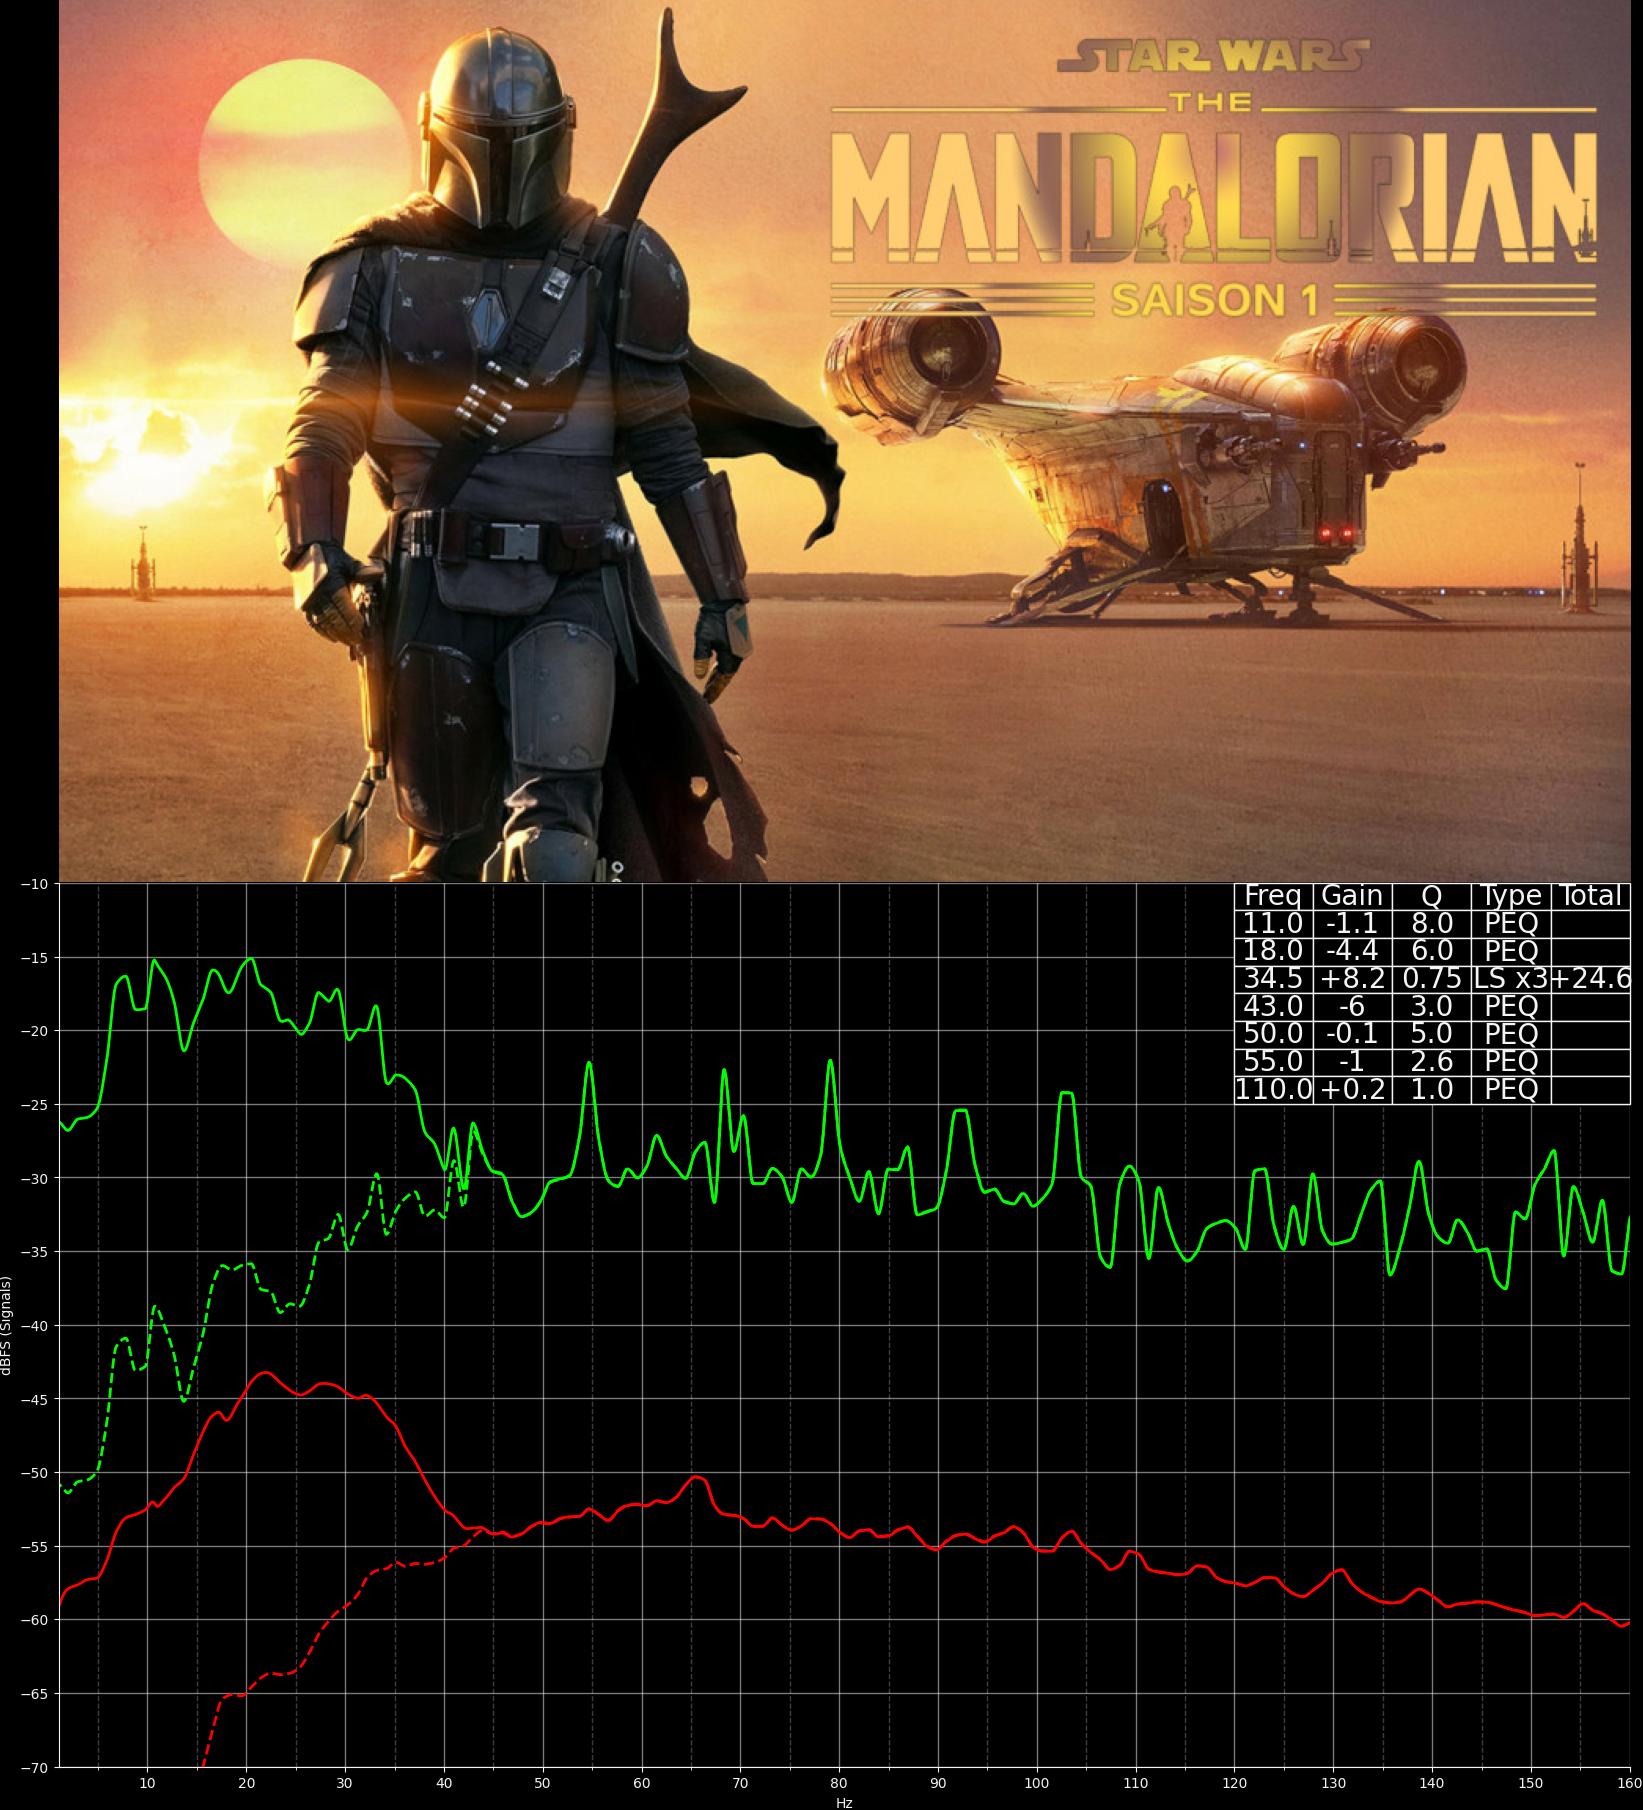 STAR WARS
THE
MANDALORIAN
SAISON 1
Freq Gain Q Type Total
11.0 -1.1 8.0 PEQ
18.0 -4.4 6.0 PEQ
34.5 +8.2 0.75 LS x3 +24.6
43.0 -6 3.0 PEQ
50.0 -0.1 5.0 PEQ
55.0 -1 2.6 PEQ
110.0 +0.2 1.0 PEQ
−10
−15
−20
−25
−30
−35
−40
−45
−50
−55
−60
−65
−70
dBFS (Signals)
10 20 30 40 50 60 70 80 90 100 110 120 130 140 150 160
Hz